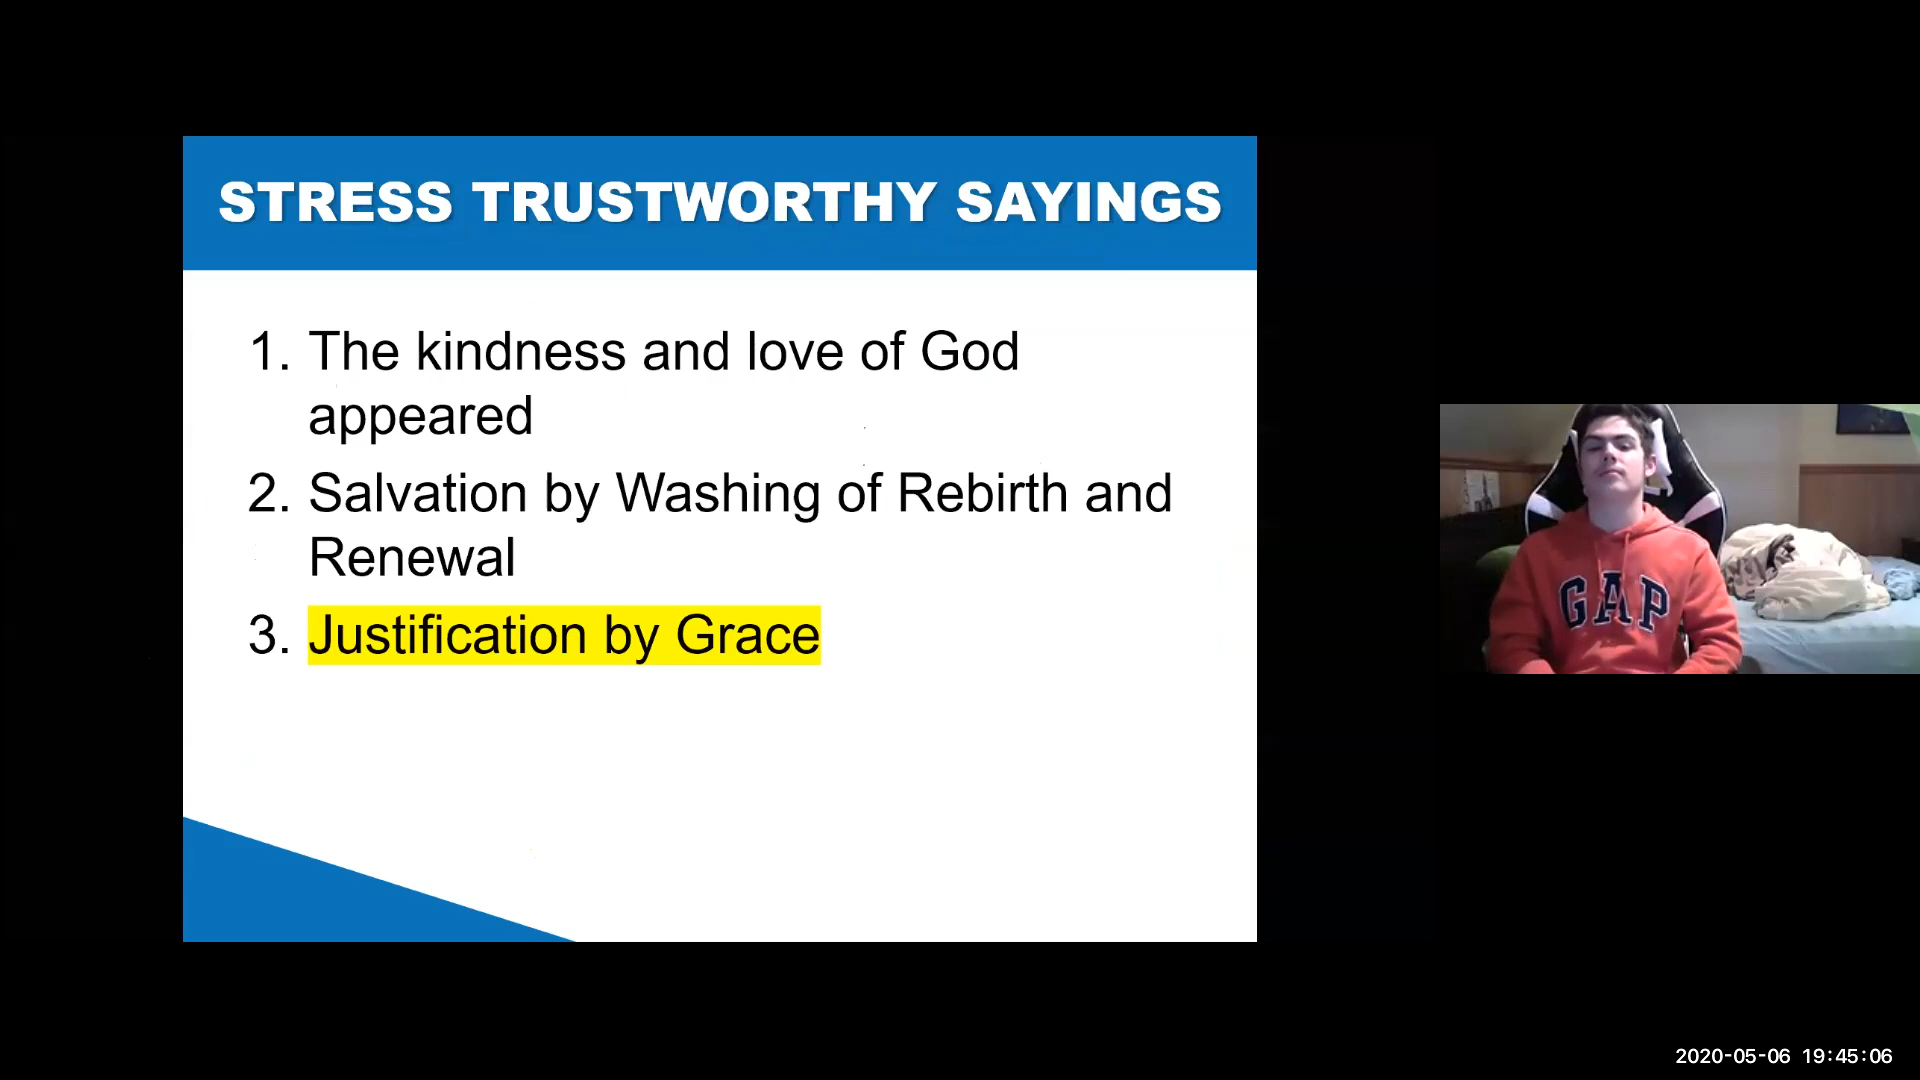 STRESS TRUSTWORTHY SAYINGS
1. The kindness and love of God
appeared
2. Salvation by Washing of Rebirth and
Renewal
3. Justification by Grace
GAP
2020-05-06 19:45:06